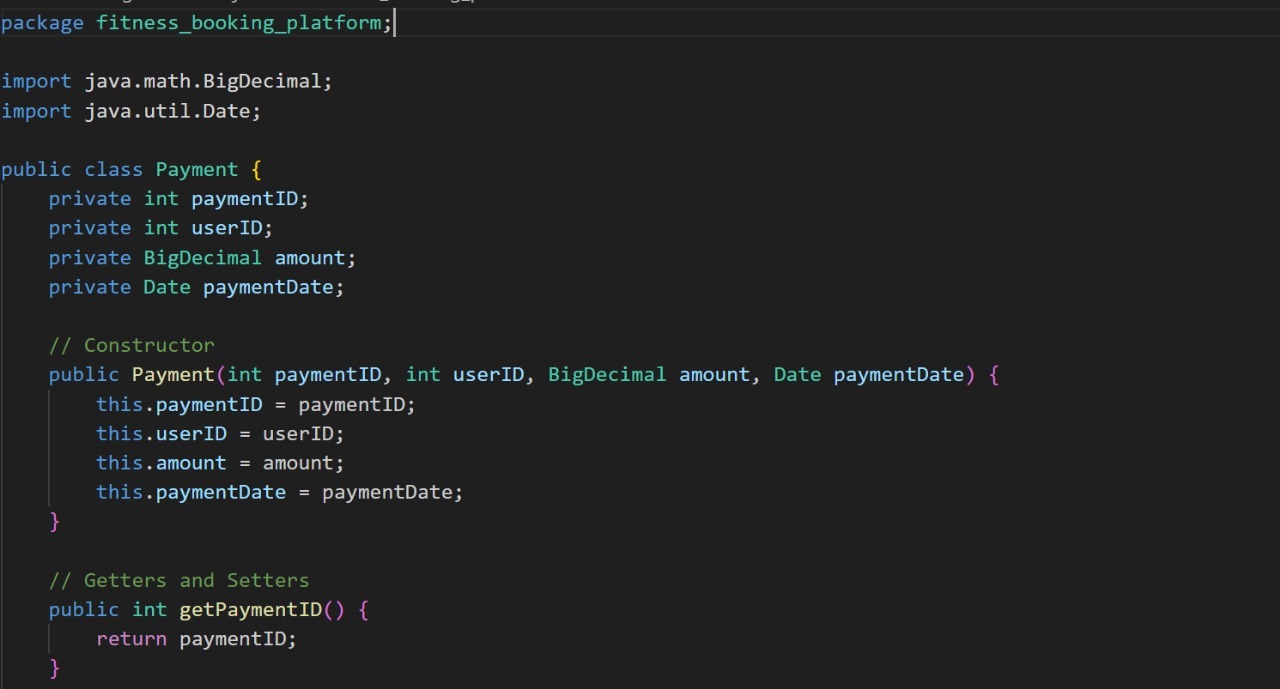 package fitness_booking_platform;
import java.math.BigDecimal;
import java.util.Date;
public class Payment {
    private int paymentID;
    private int userID;
    private BigDecimal amount;
    private Date paymentDate;
    // Constructor
    public Payment(int paymentID, int userID, BigDecimal amount, Date paymentDate) {
        this.paymentID = paymentID;
        this.userID = userID;
        this.amount = amount;
        this.paymentDate = paymentDate;
    }
    // Getters and Setters
    public int getPaymentID() {
        return paymentID;
    }